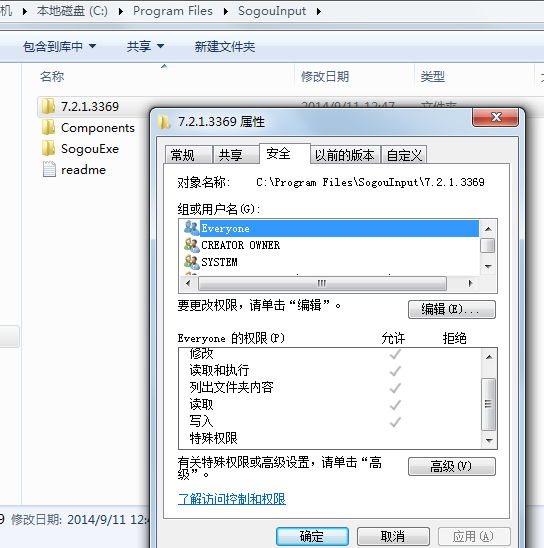 机 ▸ 本地磁盘 (C:) ▸ Program Files ▸ SogouInput ▸
包含到库中 共享 新建文件夹
名称 修改日期 类型
7.2.1.3369 2014/9/11 12:47 文件夹
Components
SogouExe
readme
7.2.1.3369 属性
常规 共享 安全 以前的版本 自定义
对象名称: C:\Program Files\SogouInput\7.2.1.3369
组或用户名(G):
Everyone
CREATOR OWNER
SYSTEM
要更改权限，请单击“编辑”。
编辑(E)...
Everyone 的权限(P) 允许 拒绝
修改
读取和执行
列出文件夹内容
读取
写入
特殊权限
有关特殊权限或高级设置，请单击“高
级”。
高级(V)
了解访问控制和权限
9 修改日期: 2014/9/11 12:4
确定 取消 应用(A)